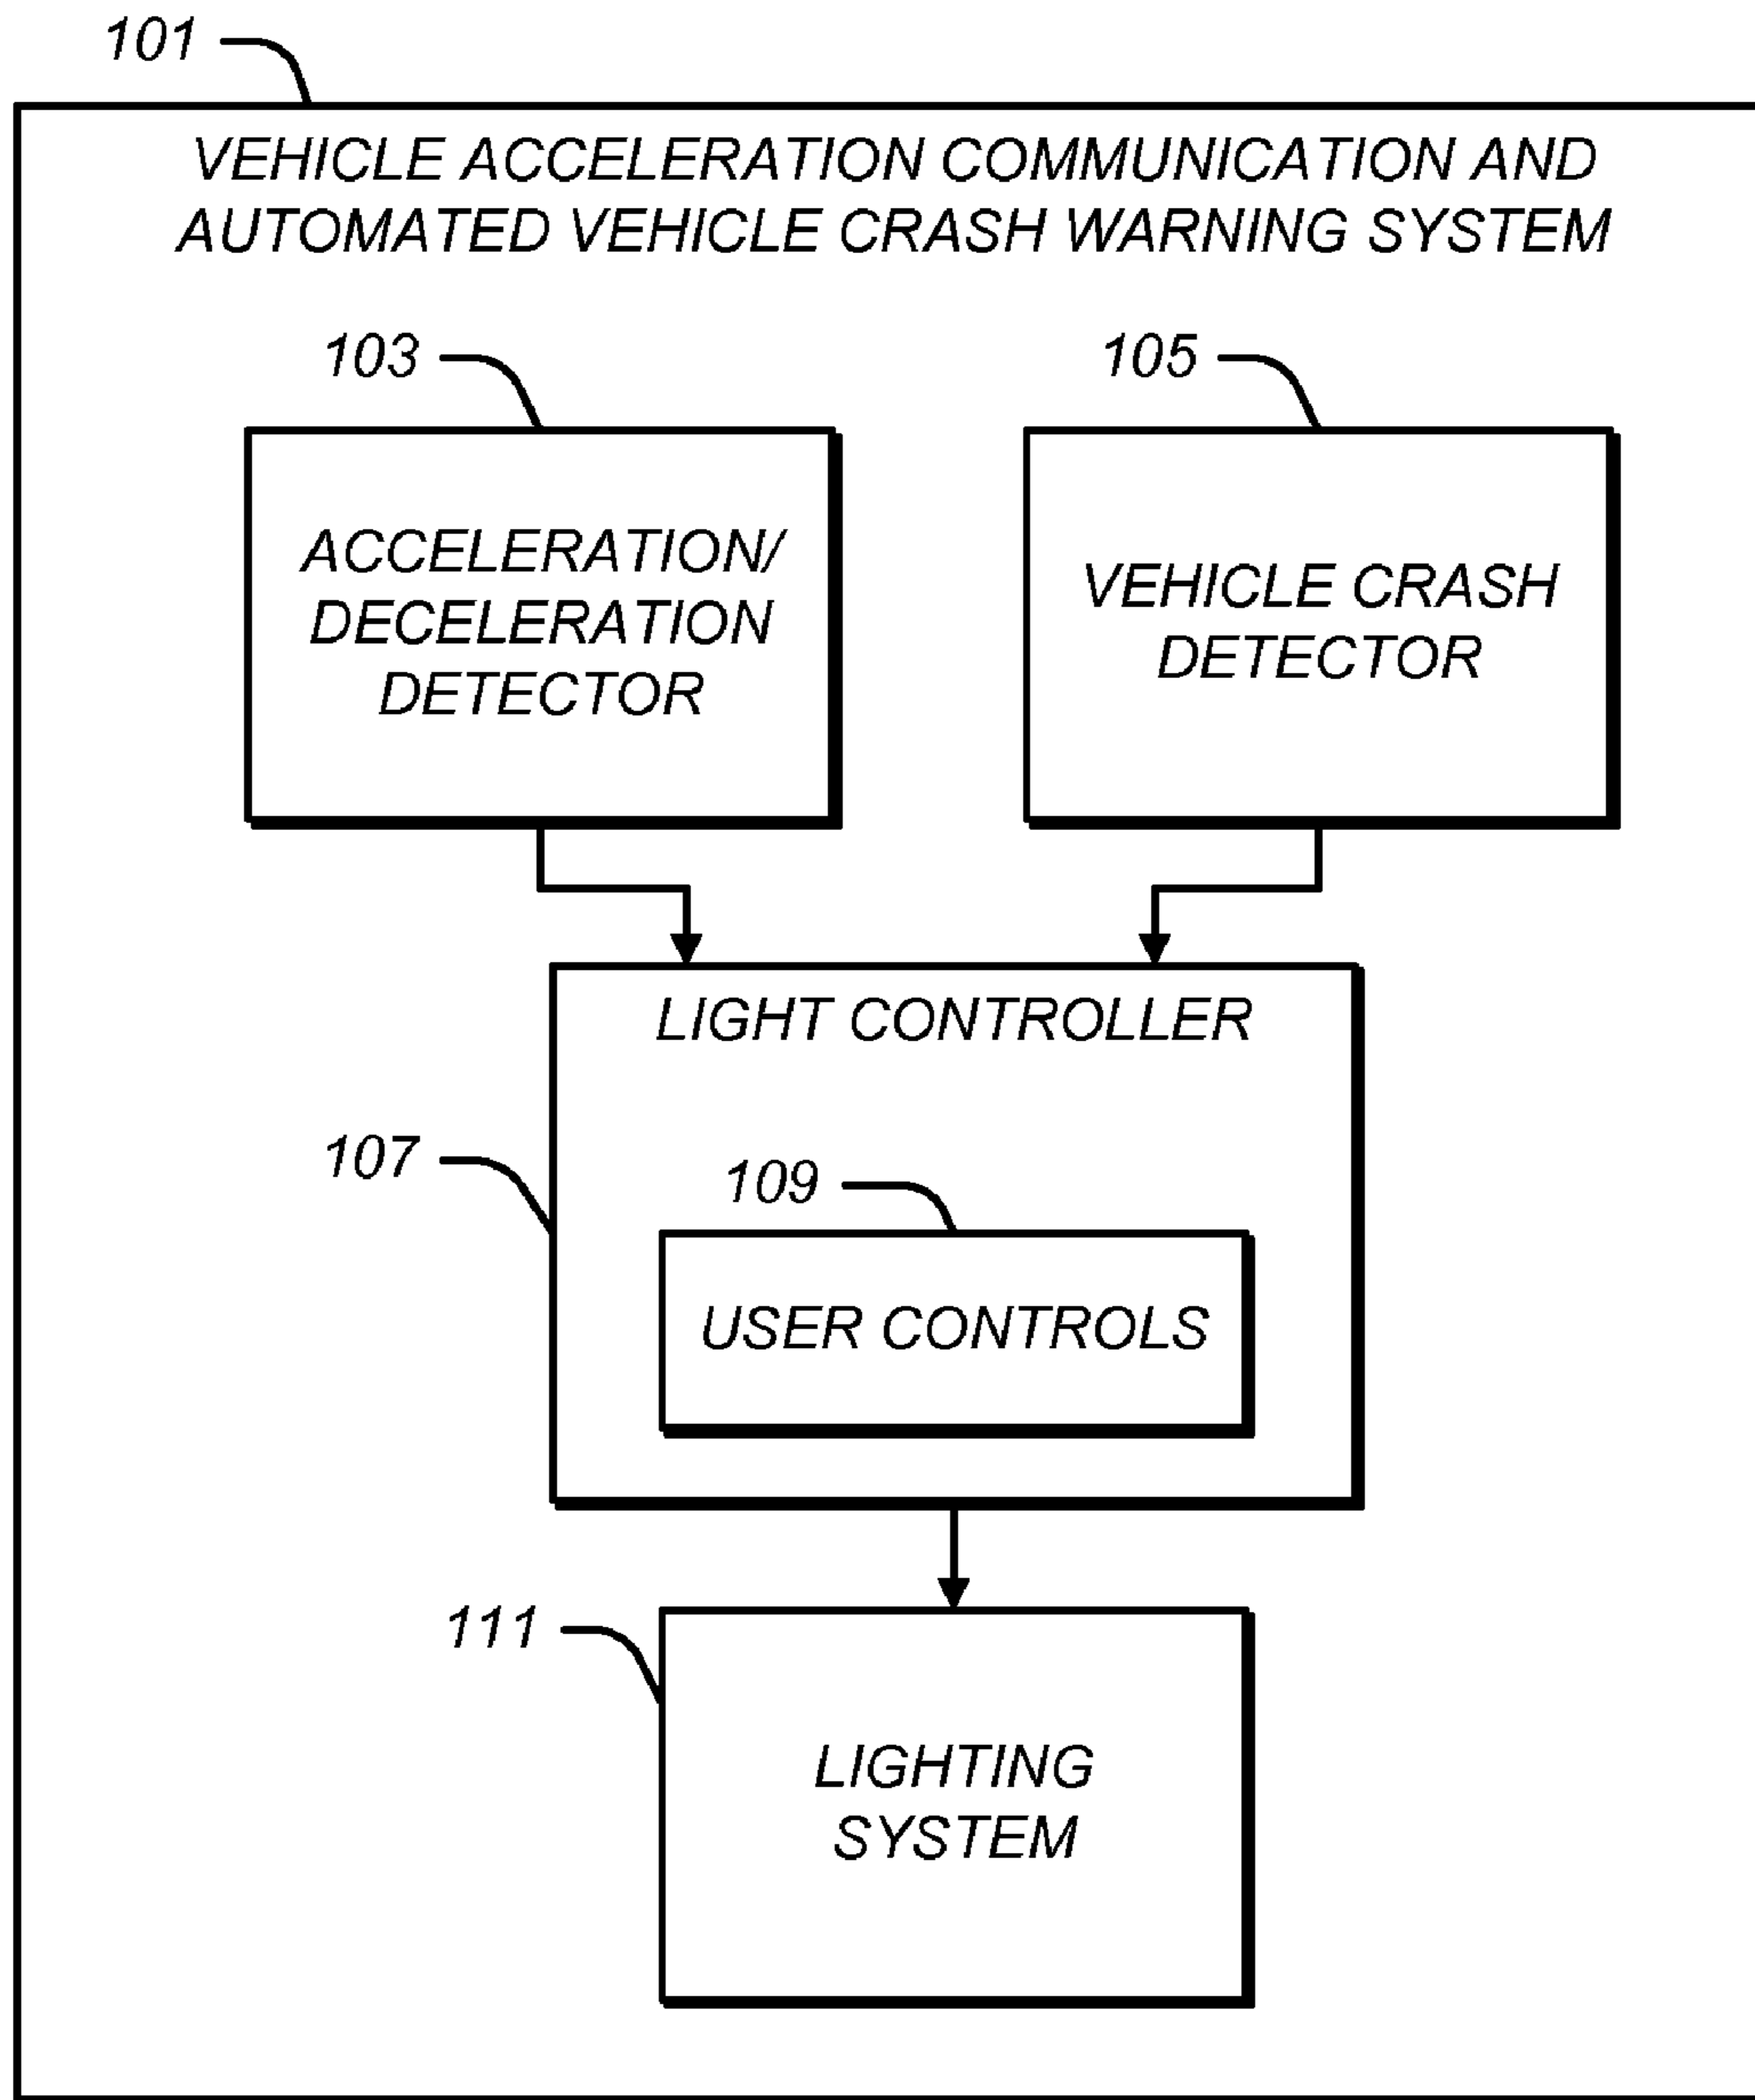 101
VEHICLE ACCELERATION COMMUNICATION AND
AUTOMATED VEHICLE CRASH WARNING SYSTEM
103
ACCELERATION/
DECELERATION
DETECTOR
105
VEHICLE CRASH
DETECTOR
LIGHT CONTROLLER
107
109
USER CONTROLS
111
LIGHTING
SYSTEM